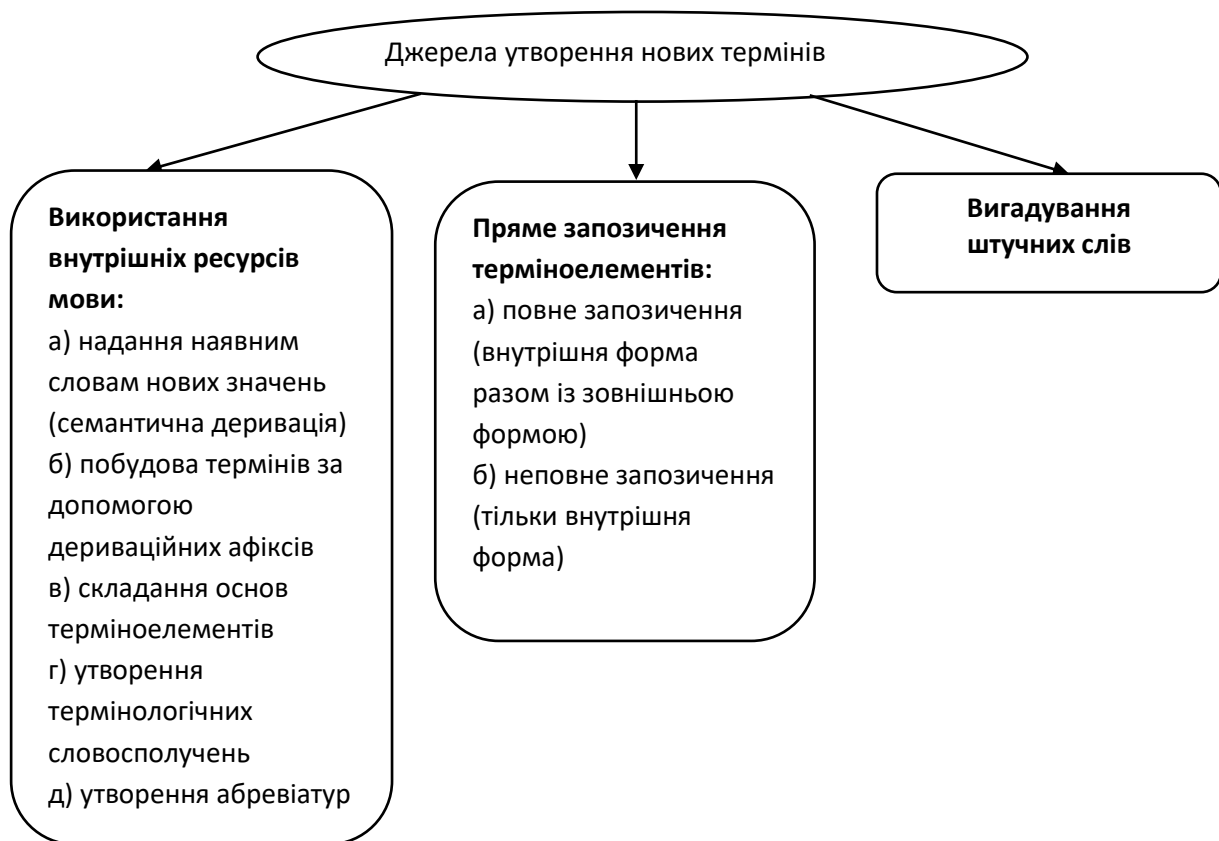 Джерела утворення нових термінів
Використання
внутрішніх ресурсів
мови:
а) надання наявним
словам нових значень
(семантична деривація)
б) побудова термінів за
допомогою
дериваційних афіксів
в) складання основ
терміноелементів
г) утворення
термінологічних
словосполучень
д) утворення абревіатур
Пряме запозичення
терміноелементів:
а) повне запозичення
(внутрішня форма
разом із зовнішньою
формою)
б) неповне запозичення
(тільки внутрішня
форма)
Вигадування
штучних слів